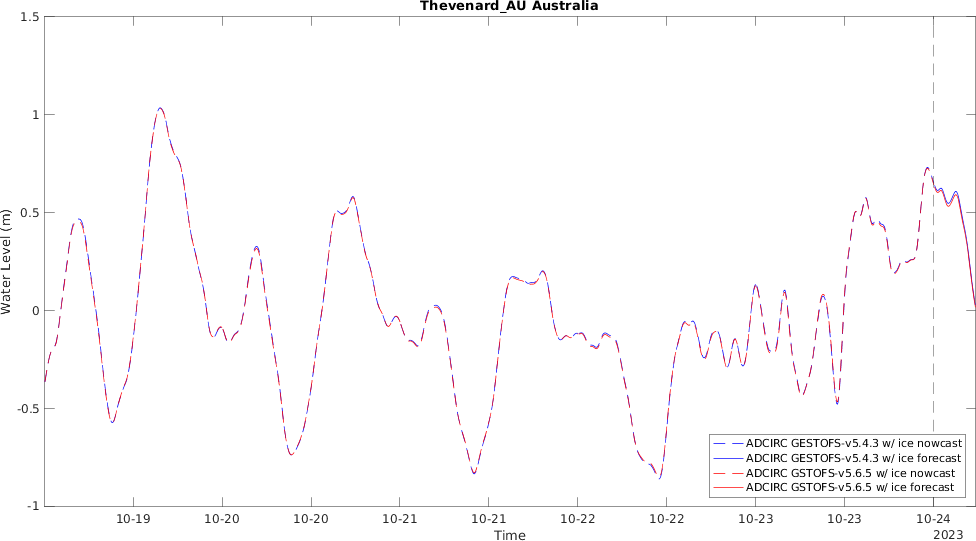 Thevenard_AU Australia
1.5
1
0.5
0
-0.5
-1
Water Level (m)
ADCIRC GESTOFS-v5.4.3 w/ ice nowcast
ADCIRC GESTOFS-v5.4.3 w/ ice forecast
ADCIRC GSTOFS-v5.6.5 w/ ice nowcast
ADCIRC GSTOFS-v5.6.5 w/ ice forecast
10-19 10-20 10-20 10-21 10-21 10-22 10-22 10-23 10-23 10-24
Time
2023